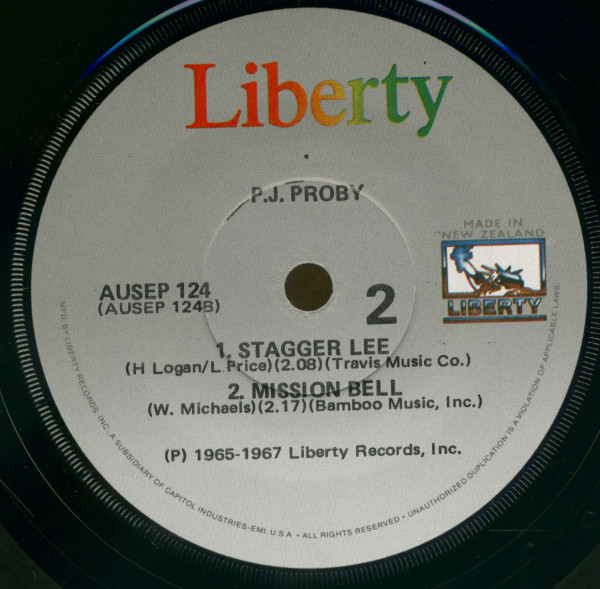 Liberty
P.J. PROBY
MADE IN
NEW ZEALAND
LIBERTY
AUSEP 124
(AUSEP 124B)
2
1. STAGGER LEE
(H Logan/L Price)(2.08)(Travis Music Co.)
2. MISSION BELL
(W. Michaels)(2.17)(Bamboo Music, Inc.)
(P) 1965-1967 Liberty Records, Inc.
MFD. BY LIBERTY RECORDS, INC., A SUBSIDIARY OF CAPITOL INDUSTRIES-EMI. U.S.A • ALL RIGHTS RESERVED • UNAUTHORIZED DUPLICATION IS A VIOLATION OF APPLICABLE LAWS.